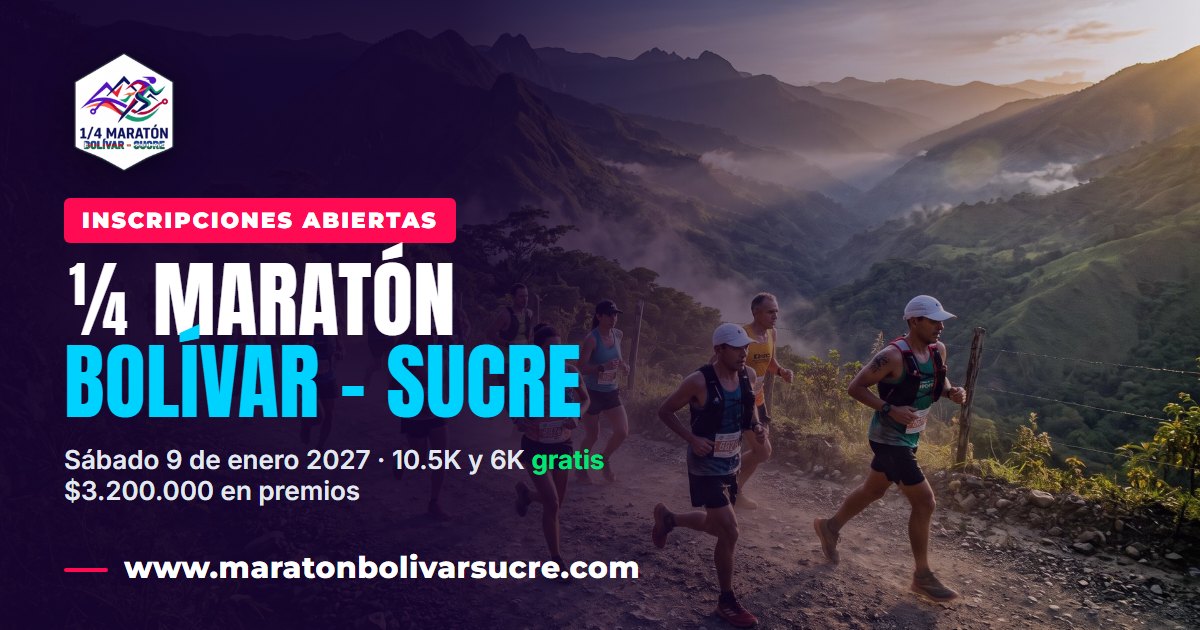 1/4 MARATÓN
BOLÍVAR - SUCRE
INSCRIPCIONES ABIERTAS
¼ MARATÓN
BOLÍVAR - SUCRE
Sábado 9 de enero 2027 · 10.5K y 6K gratis
$3.200.000 en premios
www.maratonbolivarsucre.com